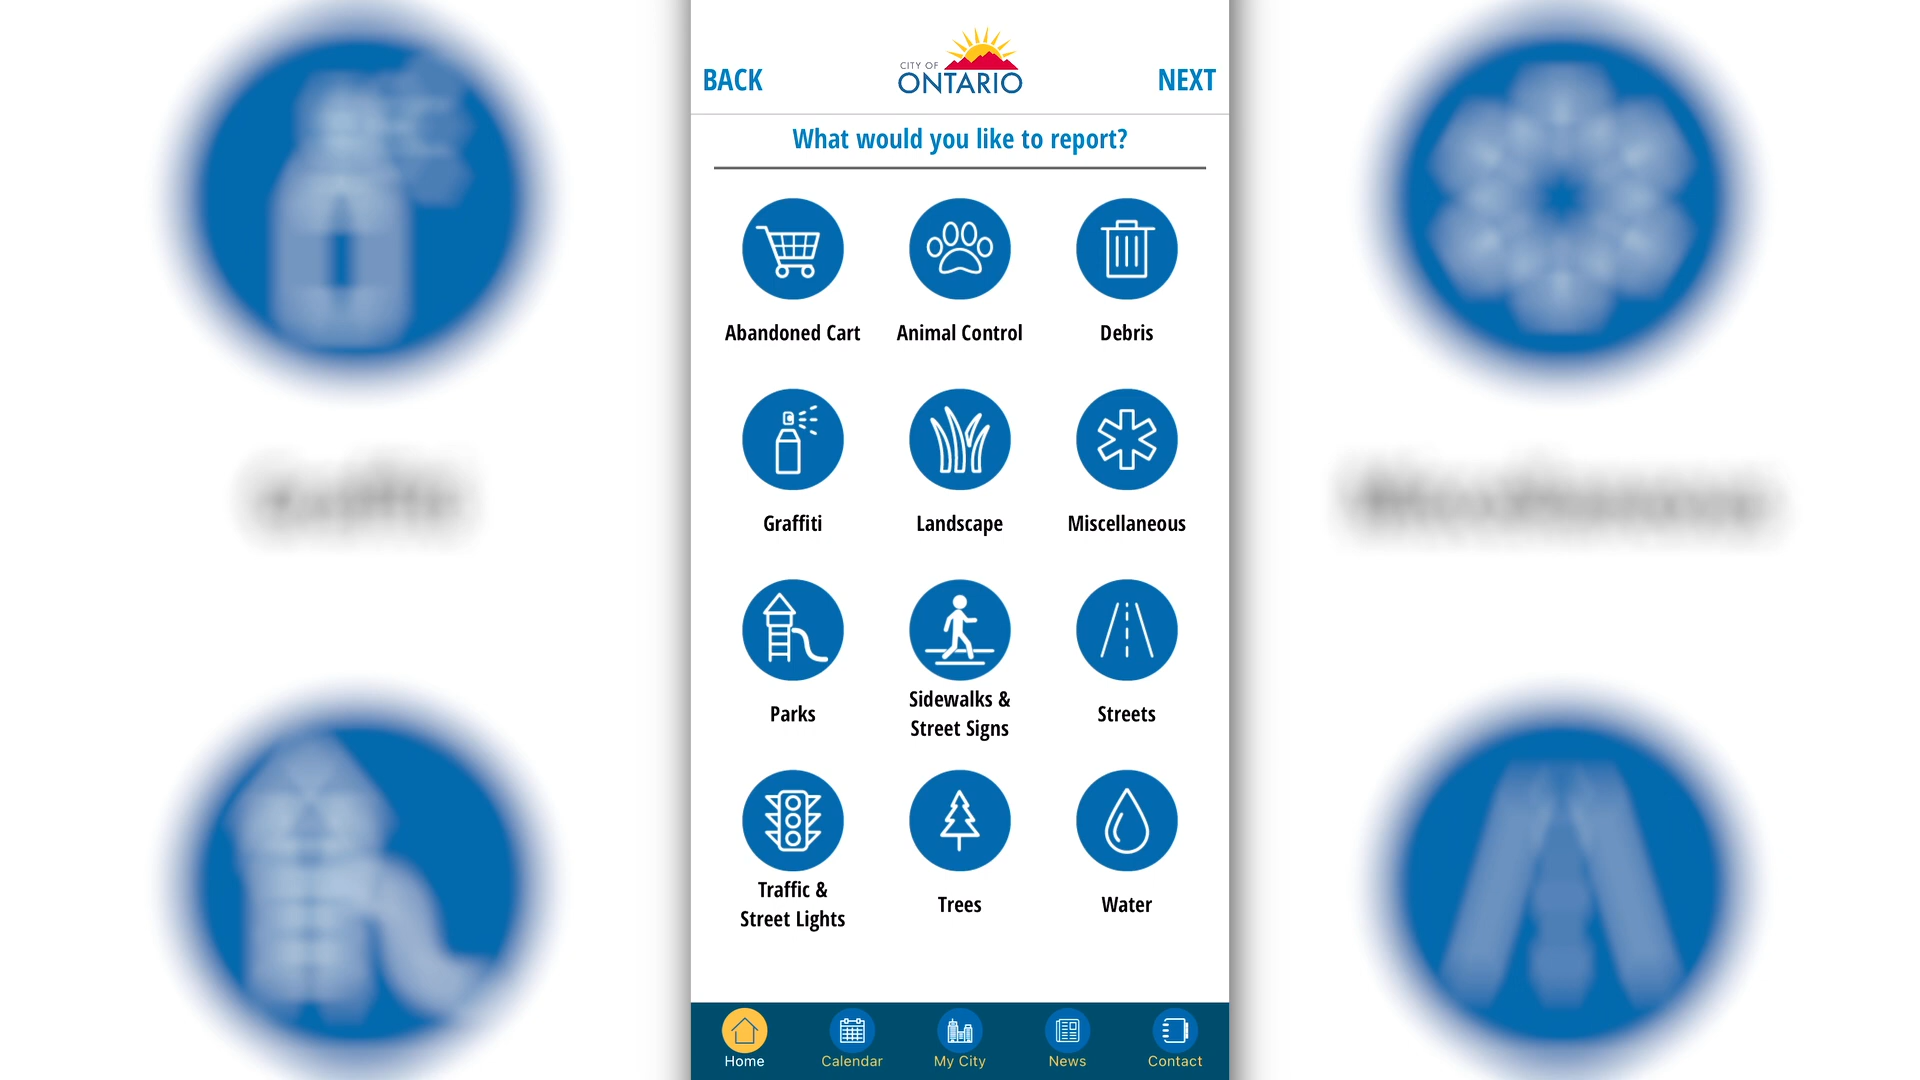 BACK
CITY OF
ONTARIO
NEXT
What would you like to report?
Abandoned Cart
Animal Control
Debris
Graffiti
Landscape
Miscellaneous
Parks
Sidewalks &
Street Signs
Streets
Traffic &
Street Lights
Trees
Water
Home
Calendar
My City
News
Contact